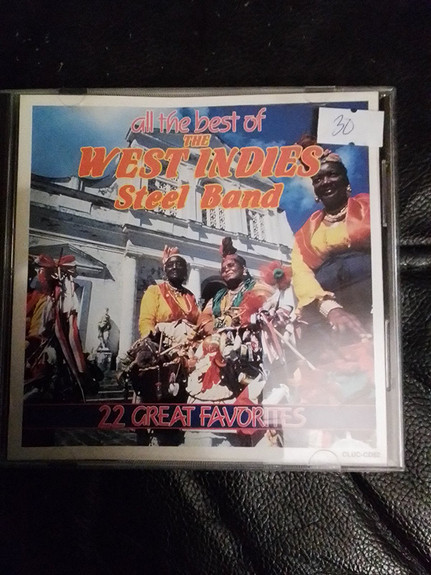 all the best of
30
THE
WEST INDIES
Steel Band
22 GREAT FAVORITES